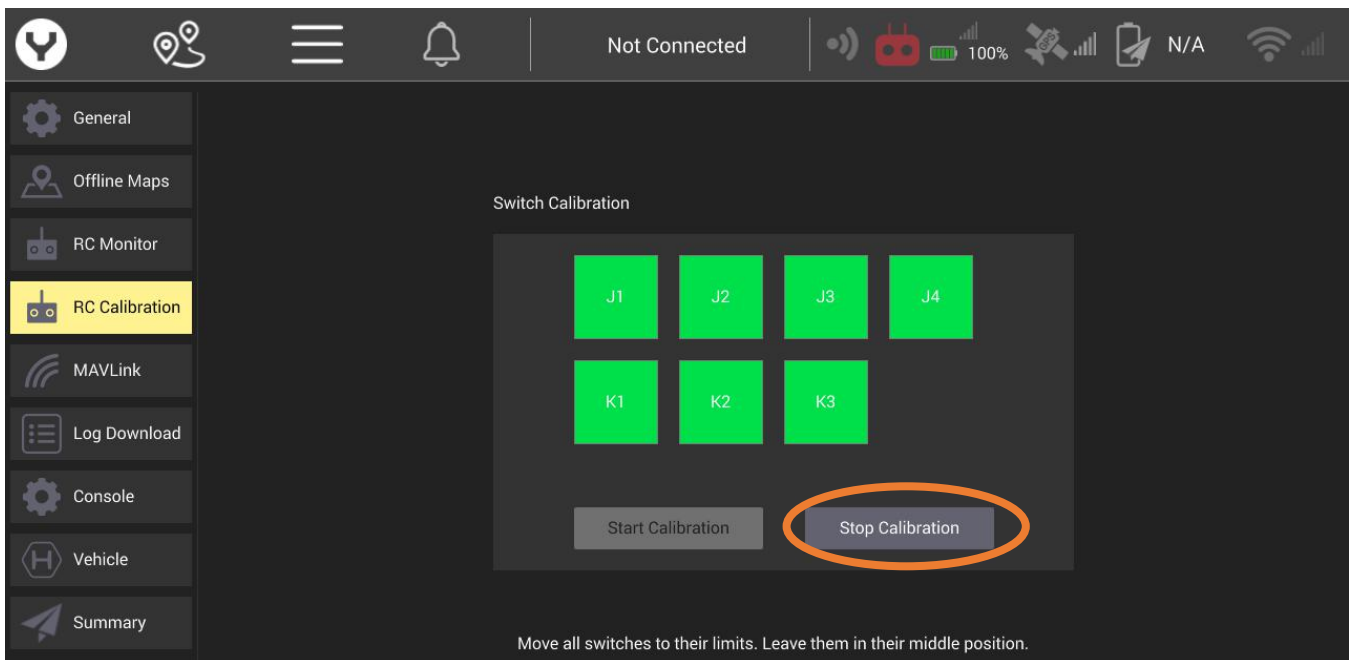 Not Connected
100%
GPS
N/A
General
Offline Maps
RC Monitor
RC Calibration
MAVLink
Log Download
Console
Vehicle
Summary
Switch Calibration
J1 J2 J3 J4
K1 K2 K3
Start Calibration Stop Calibration
Move all switches to their limits. Leave them in their middle position.